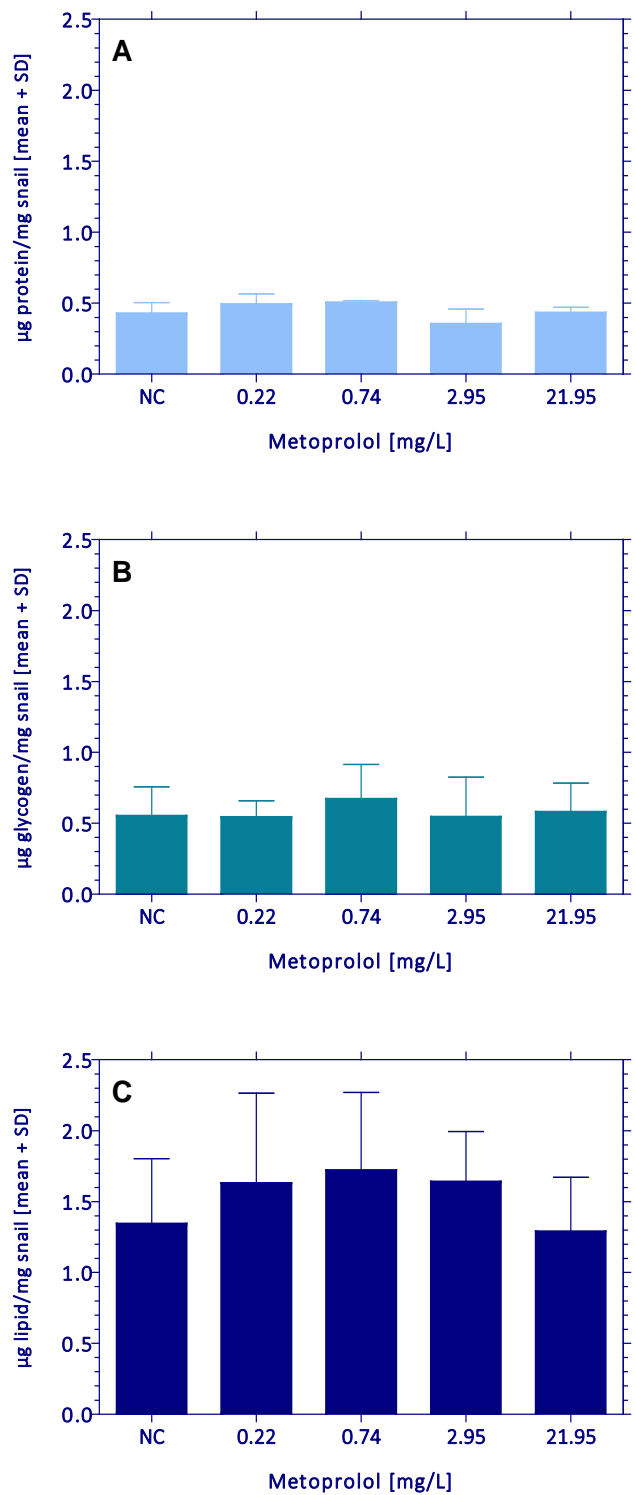 A
µg protein/mg snail [mean + SD]
2.5
2.0
1.5
1.0
0.5
0.0
NC 0.22 0.74 2.95 21.95
Metoprolol [mg/L]
B
µg glycogen/mg snail [mean + SD]
2.5
2.0
1.5
1.0
0.5
0.0
NC 0.22 0.74 2.95 21.95
Metoprolol [mg/L]
C
µg lipid/mg snail [mean + SD]
2.5
2.0
1.5
1.0
0.5
0.0
NC 0.22 0.74 2.95 21.95
Metoprolol [mg/L]